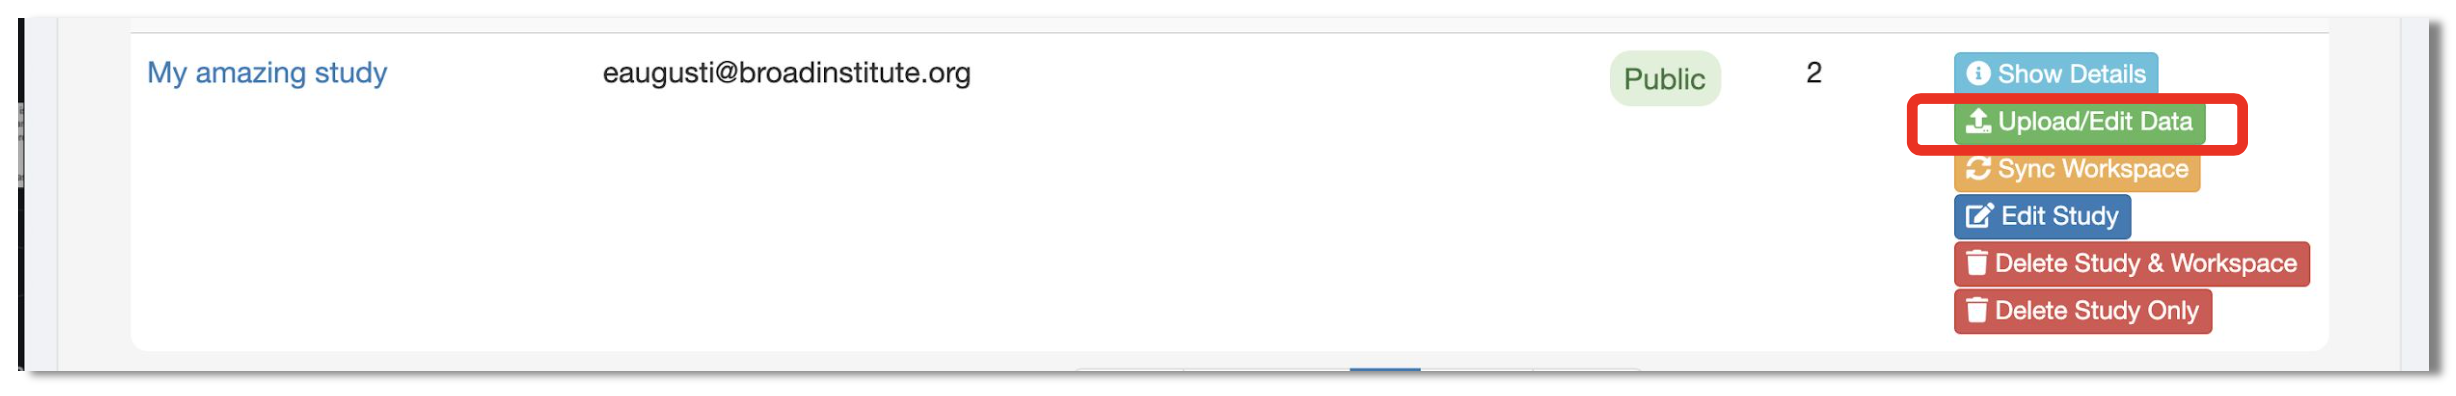 My amazing study eaugusti@broadinstitute.org Public 2 Show Details
Upload/Edit Data
Sync Workspace
Edit Study
Delete Study & Workspace
Delete Study Only